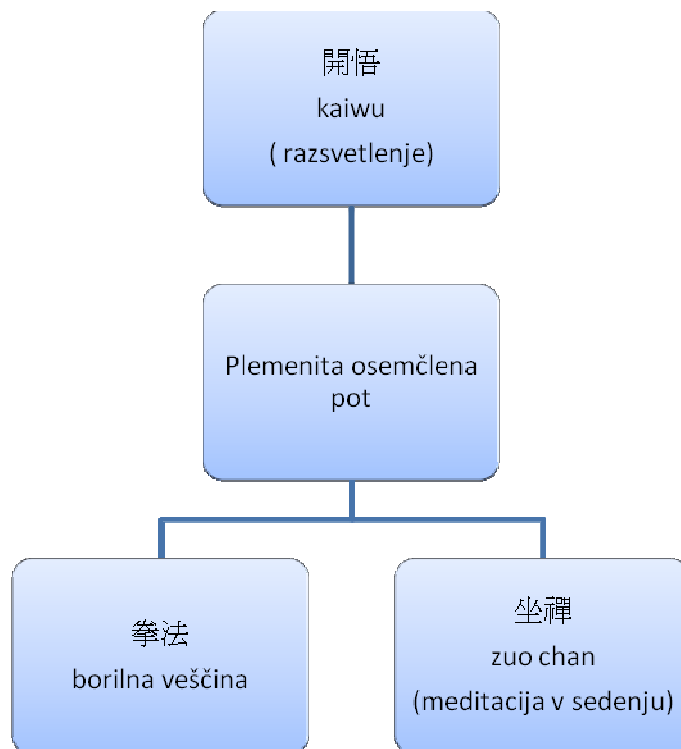 開悟
kaiwu
( razsvetlenje)
Plemenita osemčlena
pot
拳法
borilna veščina
坐禪
zuo chan
(meditacija v sedenju)